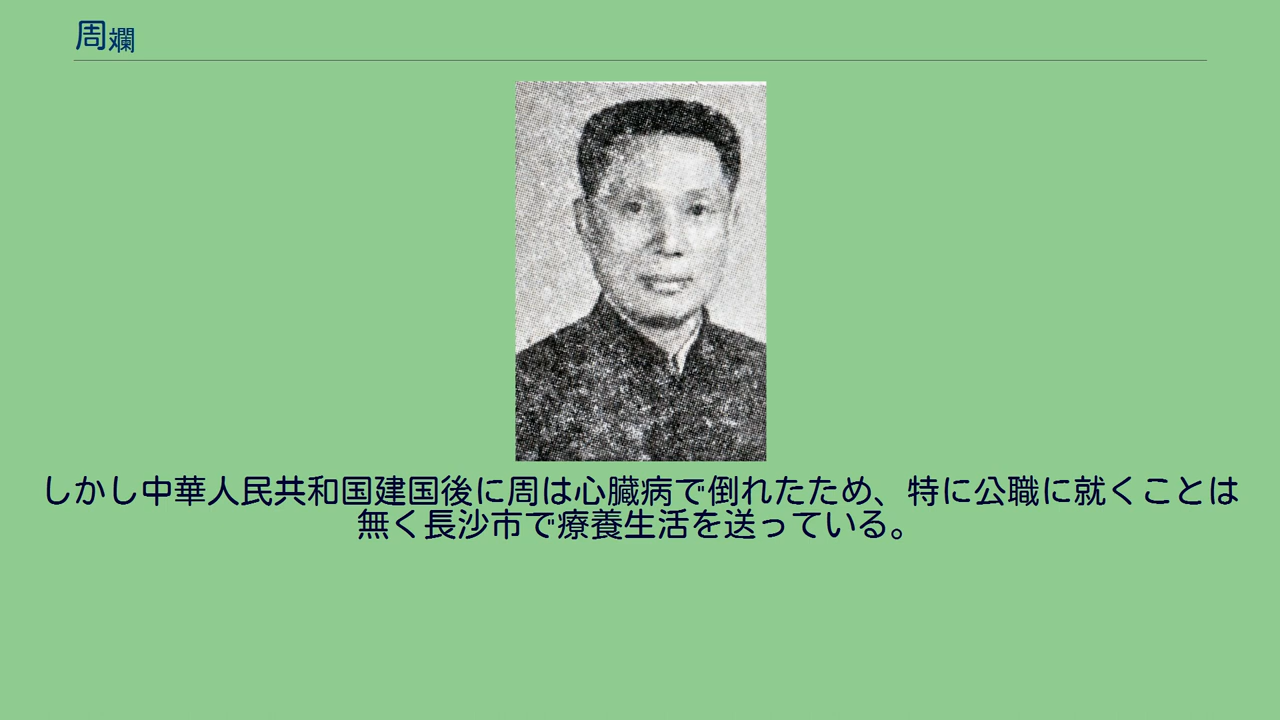 周斕
しかし中華人民共和国建国後に周は心臓病で倒れたため、特に公職に就くことは
無く長沙市で療養生活を送っている。